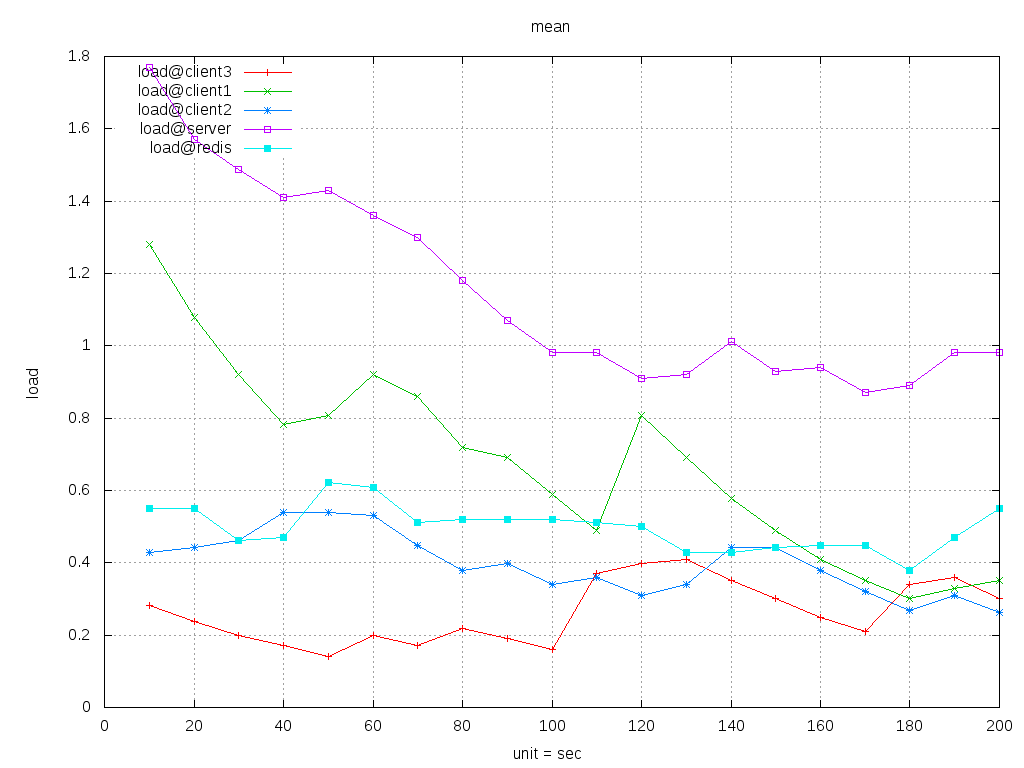 mean
1.8
1.6
1.4
1.2
1
0.8
0.6
0.4
0.2
0
load
load@client3
load@client1
load@client2
load@server
load@redis
0 20 40 60 80 100 120 140 160 180 200
unit = sec